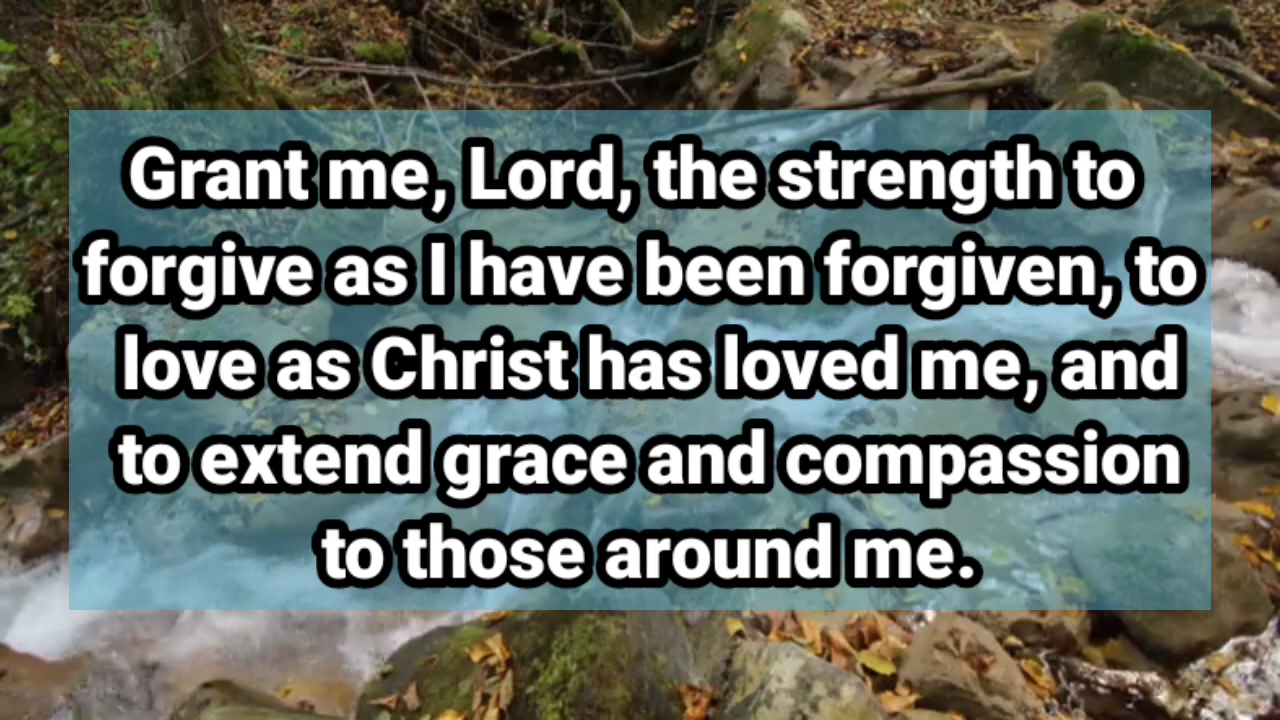 Grant me, Lord, the strength to
forgive as I have been forgiven, to
love as Christ has loved me, and
to extend grace and compassion
to those around me.